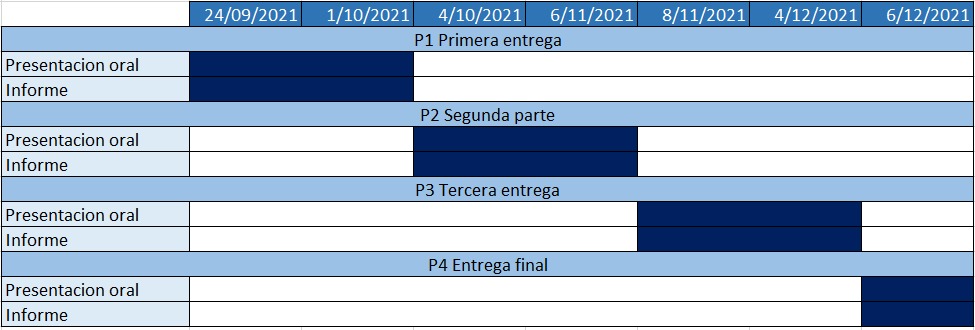 24/09/2021 1/10/2021 4/10/2021 6/11/2021 8/11/2021 4/12/2021 6/12/2021
P1 Primera entrega
Presentacion oral
Informe
P2 Segunda parte
Presentacion oral
Informe
P3 Tercera entrega
Presentacion oral
Informe
P4 Entrega final
Presentacion oral
Informe